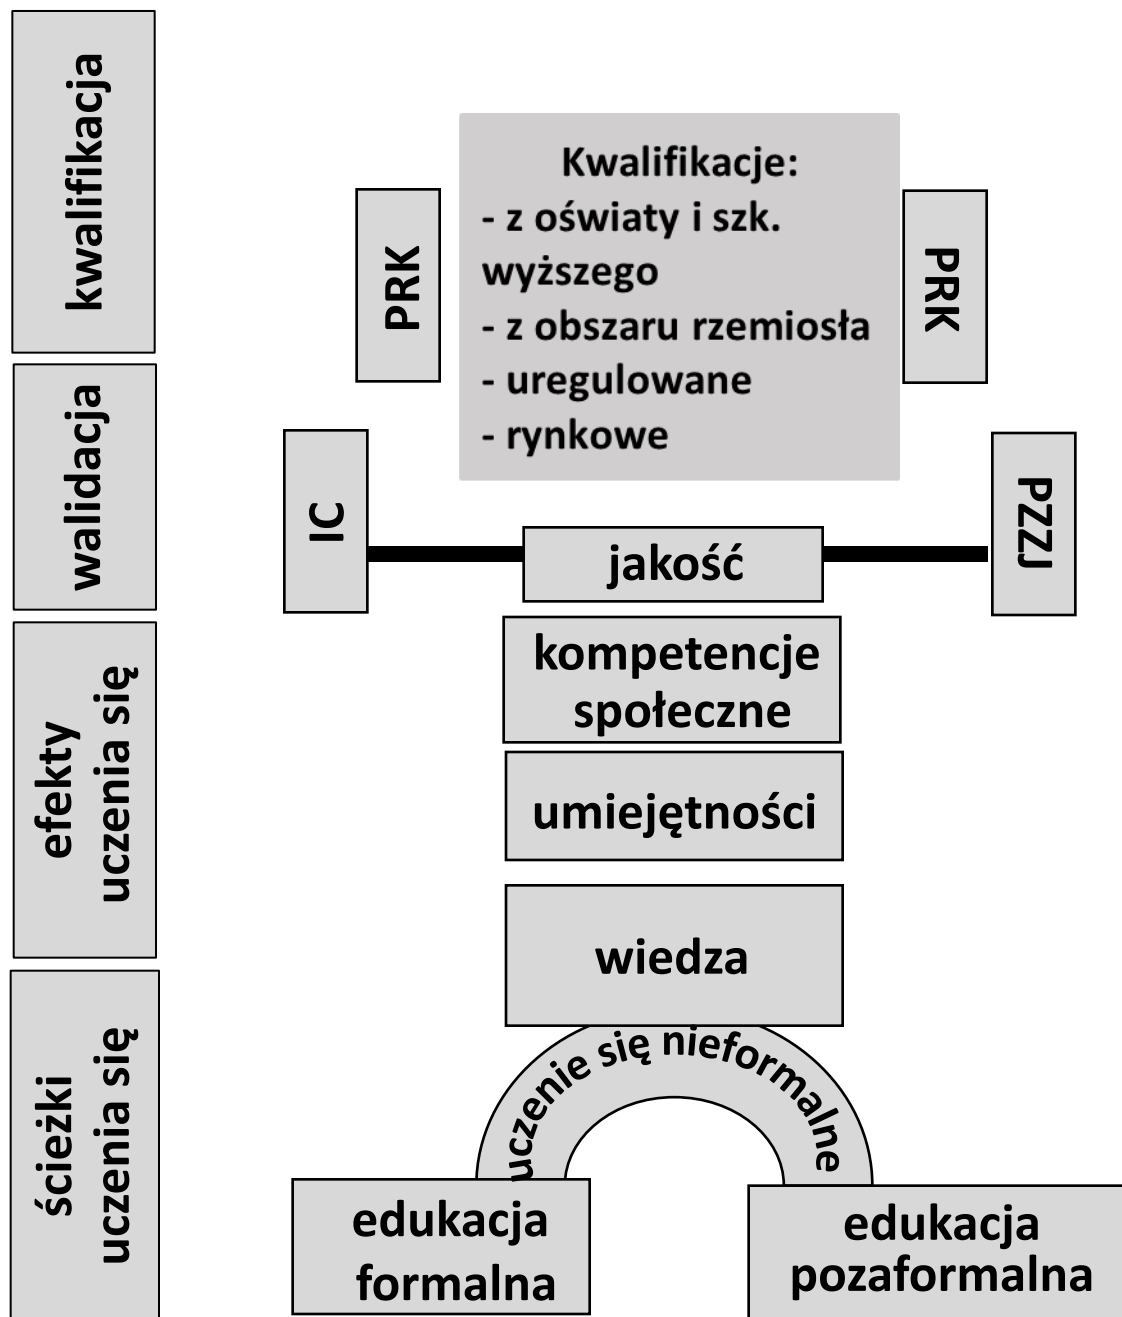 kwalifikacja
Kwalifikacje:
- z oświaty i szk.
wyższego
- z obszaru rzemiosła
- uregulowane
- rynkowe
PRK
PRK
walidacja
IC
jakość
PZZJ
efekty
uczenia się
kompetencje
społeczne
umiejętności
wiedza
ścieżki
uczenia się
uczenie się nieformalne
edukacja
formalna
edukacja
pozaformalna